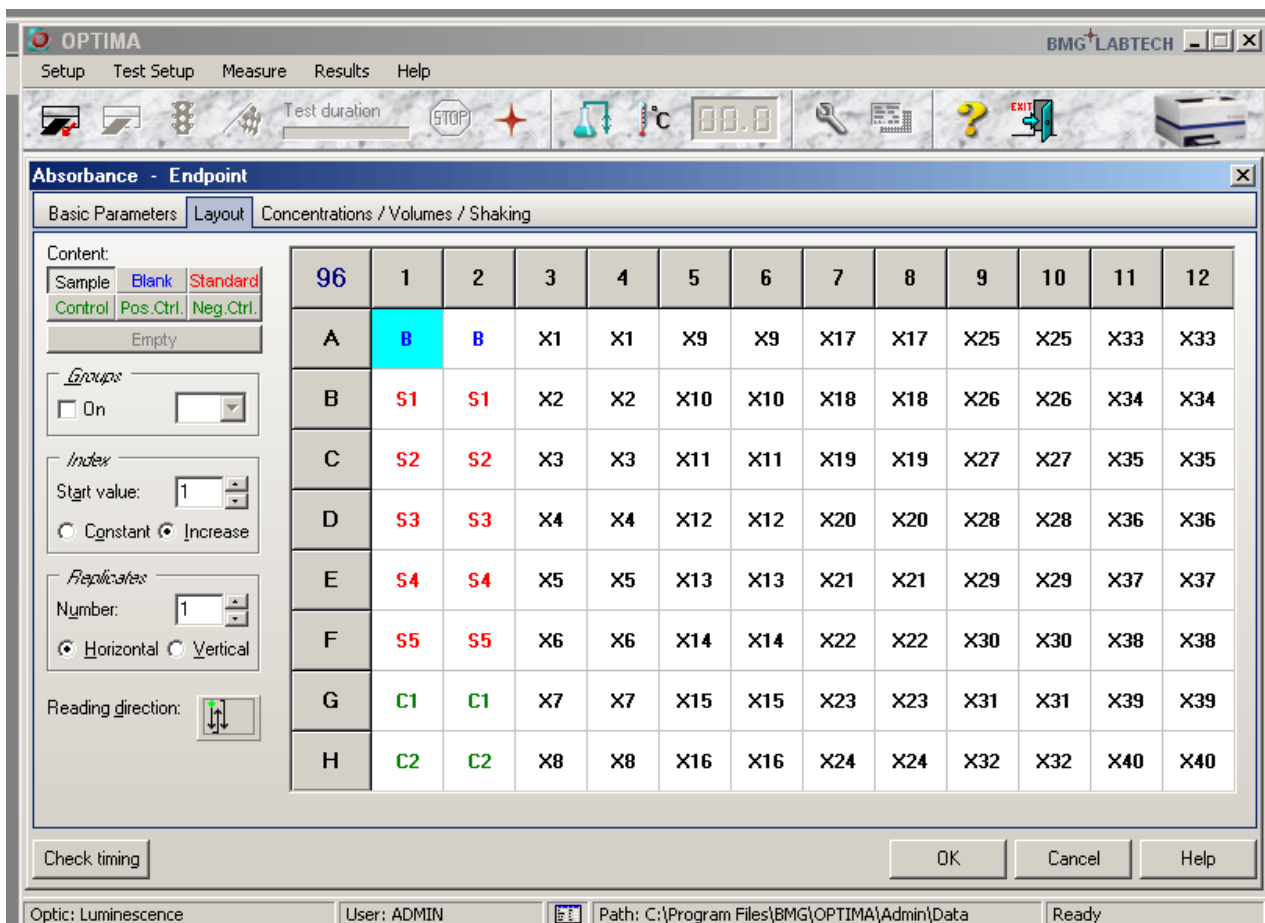 OPTIMA BMG LABTECH
Setup Test Setup Measure Results Help
Test duration STOP °C 88.8 ? EXIT
Absorbance - Endpoint
Basic Parameters Layout Concentrations / Volumes / Shaking
Content:
Sample Blank Standard
Control Pos.Ctrl. Neg.Ctrl.
Empty
Groups
On
Index
Start value: 1
Constant Increase
Replicates
Number: 1
Horizontal Vertical
Reading direction:
96 1 2 3 4 5 6 7 8 9 10 11 12
A B B X1 X1 X9 X9 X17 X17 X25 X25 X33 X33
B S1 S1 X2 X2 X10 X10 X18 X18 X26 X26 X34 X34
C S2 S2 X3 X3 X11 X11 X19 X19 X27 X27 X35 X35
D S3 S3 X4 X4 X12 X12 X20 X20 X28 X28 X36 X36
E S4 S4 X5 X5 X13 X13 X21 X21 X29 X29 X37 X37
F S5 S5 X6 X6 X14 X14 X22 X22 X30 X30 X38 X38
G C1 C1 X7 X7 X15 X15 X23 X23 X31 X31 X39 X39
H C2 C2 X8 X8 X16 X16 X24 X24 X32 X32 X40 X40
Check timing OK Cancel Help
Optic: Luminescence User: ADMIN Path: C:\Program Files\BMG\OPTIMA\Admin\Data Ready